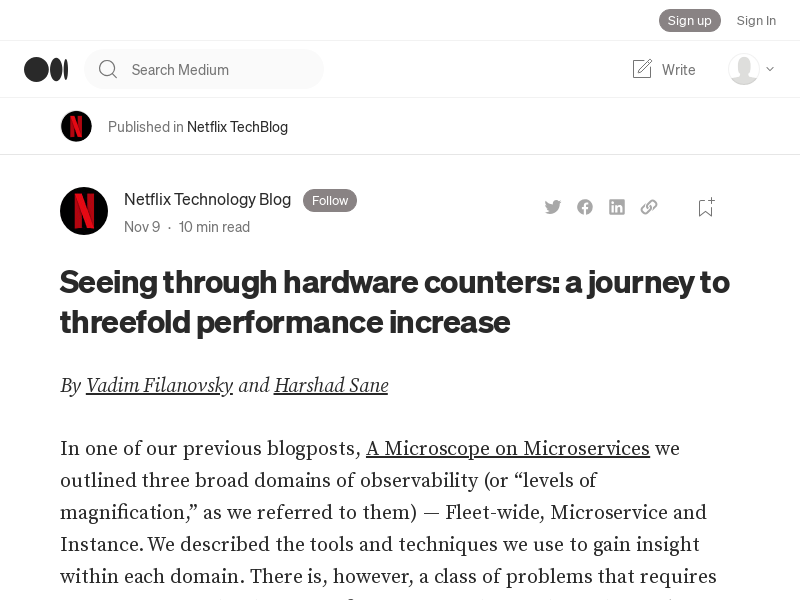 Sign up
Sign In
Search Medium
Write
Published in Netflix TechBlog
Netflix Technology Blog
Follow
Nov 9 · 10 min read
Seeing through hardware counters: a journey to
threefold performance increase
By Vadim Filanovsky and Harshad Sane
In one of our previous blogposts, A Microscope on Microservices we
outlined three broad domains of observability (or “levels of
magnification,” as we referred to them) — Fleet-wide, Microservice and
Instance. We described the tools and techniques we use to gain insight
within each domain. There is, however, a class of problems that requires